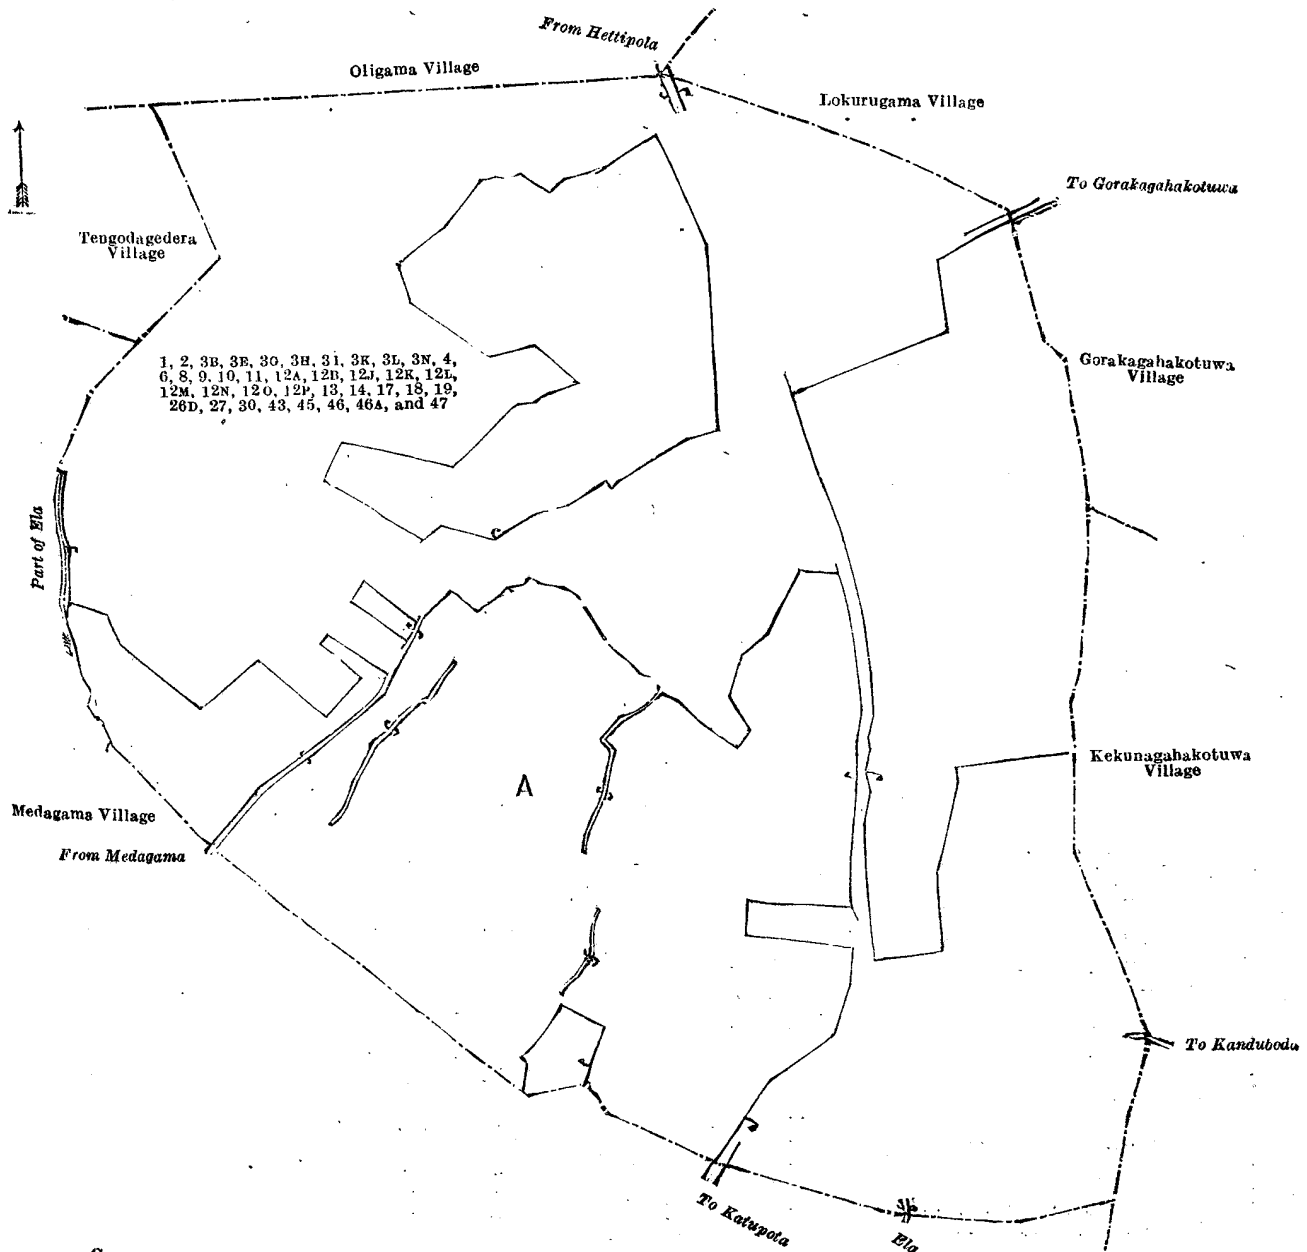 From Hettipola
Oligama Village
Lokurugama Village
To Gorakagahakotuwa
Tengodagedera
Village
1, 2, 3B, 3E, 3G, 3H, 3I, 3K, 3L, 3N, 4,
6, 8, 9, 10, 11, 12A, 12B, 12J, 12K, 12L,
12M, 12N, 12O, 12P, 13, 14, 17, 18, 19,
26D, 27, 30, 43, 45, 46, 46A, and 47
Gorakagahakotuwa
Village
Part of Ela
Kekunagahakotuwa
Village
A
Medagama Village
From Medagama
To Kanduboda
To Katupota
Ela